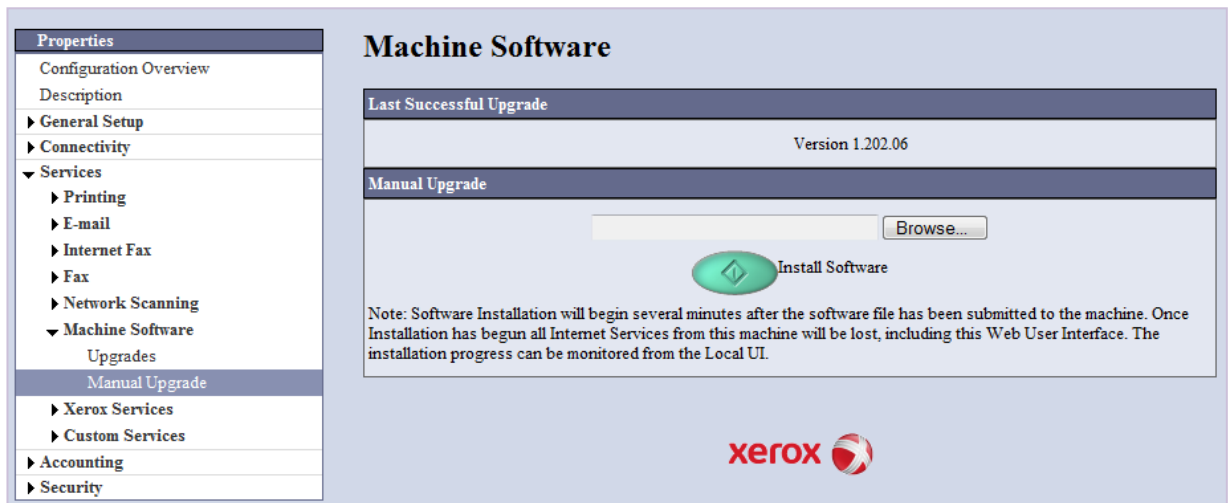 Properties
Configuration Overview
Description
General Setup
Connectivity
Services
Printing
E-mail
Internet Fax
Fax
Network Scanning
Machine Software
Upgrades
Manual Upgrade
Xerox Services
Custom Services
Accounting
Security
Machine Software
Last Successful Upgrade
Version 1.202.06
Manual Upgrade
Browse...
Install Software
Note: Software Installation will begin several minutes after the software file has been submitted to the machine. Once
Installation has begun all Internet Services from this machine will be lost, including this Web User Interface. The
installation progress can be monitored from the Local UI.
xerox